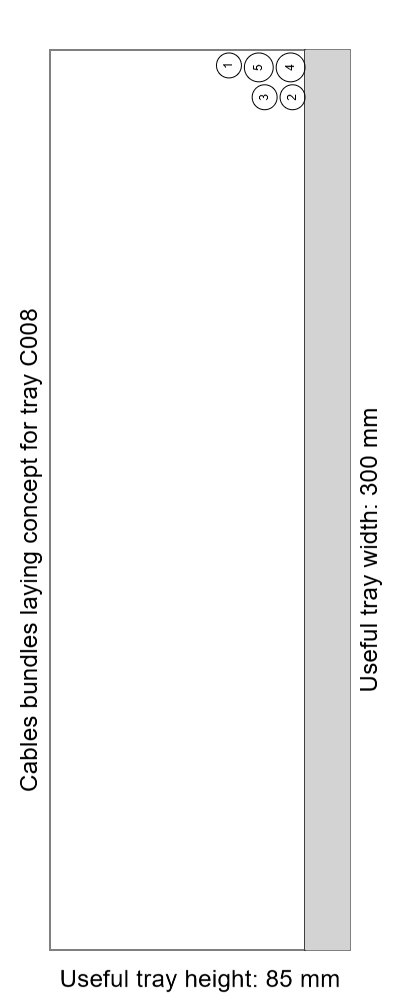 Cables bundles laying concept for tray C008
1 5 4
3 2
Useful tray width: 300 mm
Useful tray height: 85 mm